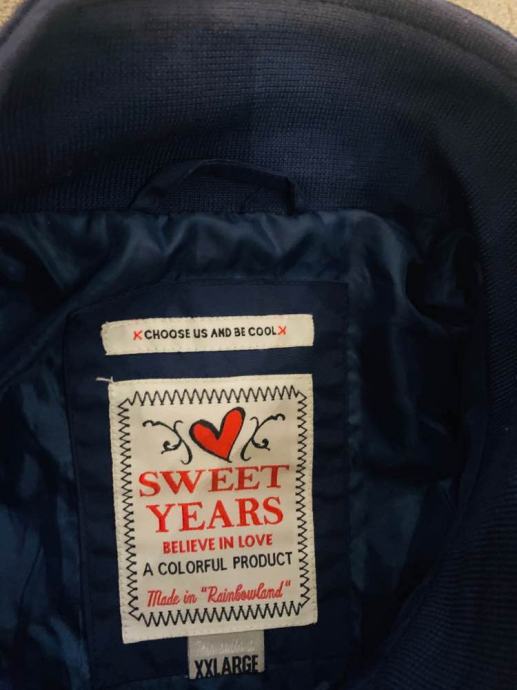 X CHOOSE US AND BE COOL X
SWEET
YEARS
BELIEVE IN LOVE
A COLORFUL PRODUCT
Made in "Rainbowland"
XXLARGE